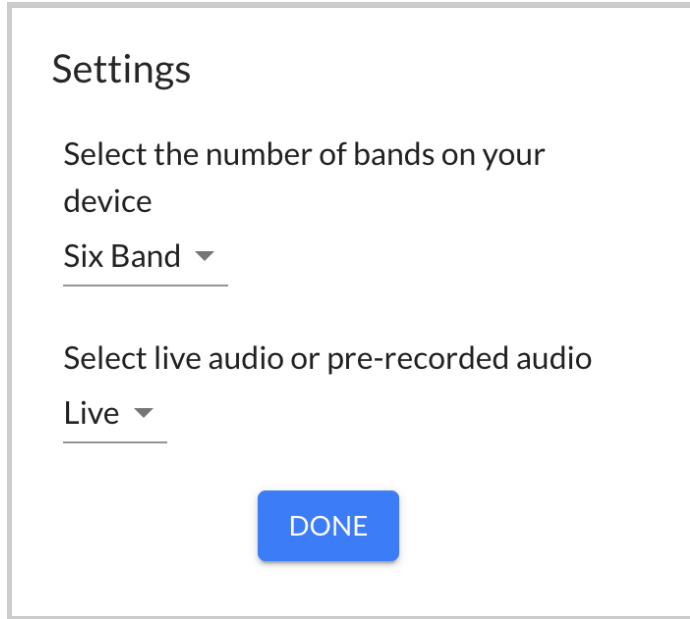 Settings
Select the number of bands on your
device
Six Band
Select live audio or pre-recorded audio
Live
DONE